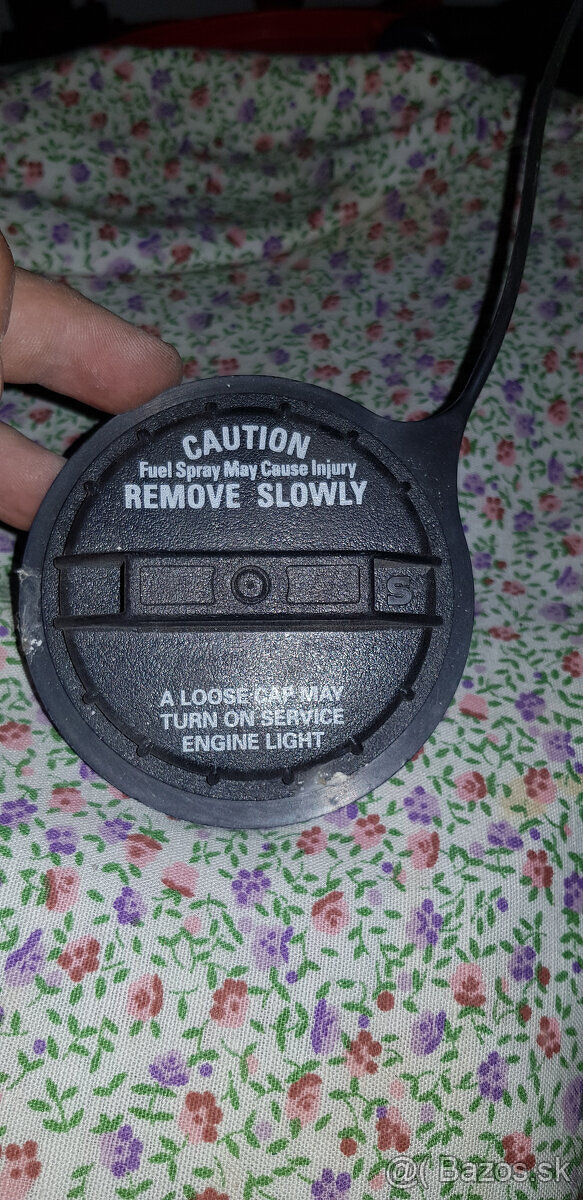 CAUTION
Fuel Spray May Cause Injury
REMOVE SLOWLY
S
A LOOSE CAP MAY
TURN ON SERVICE
ENGINE LIGHT
@( Bazos.sk